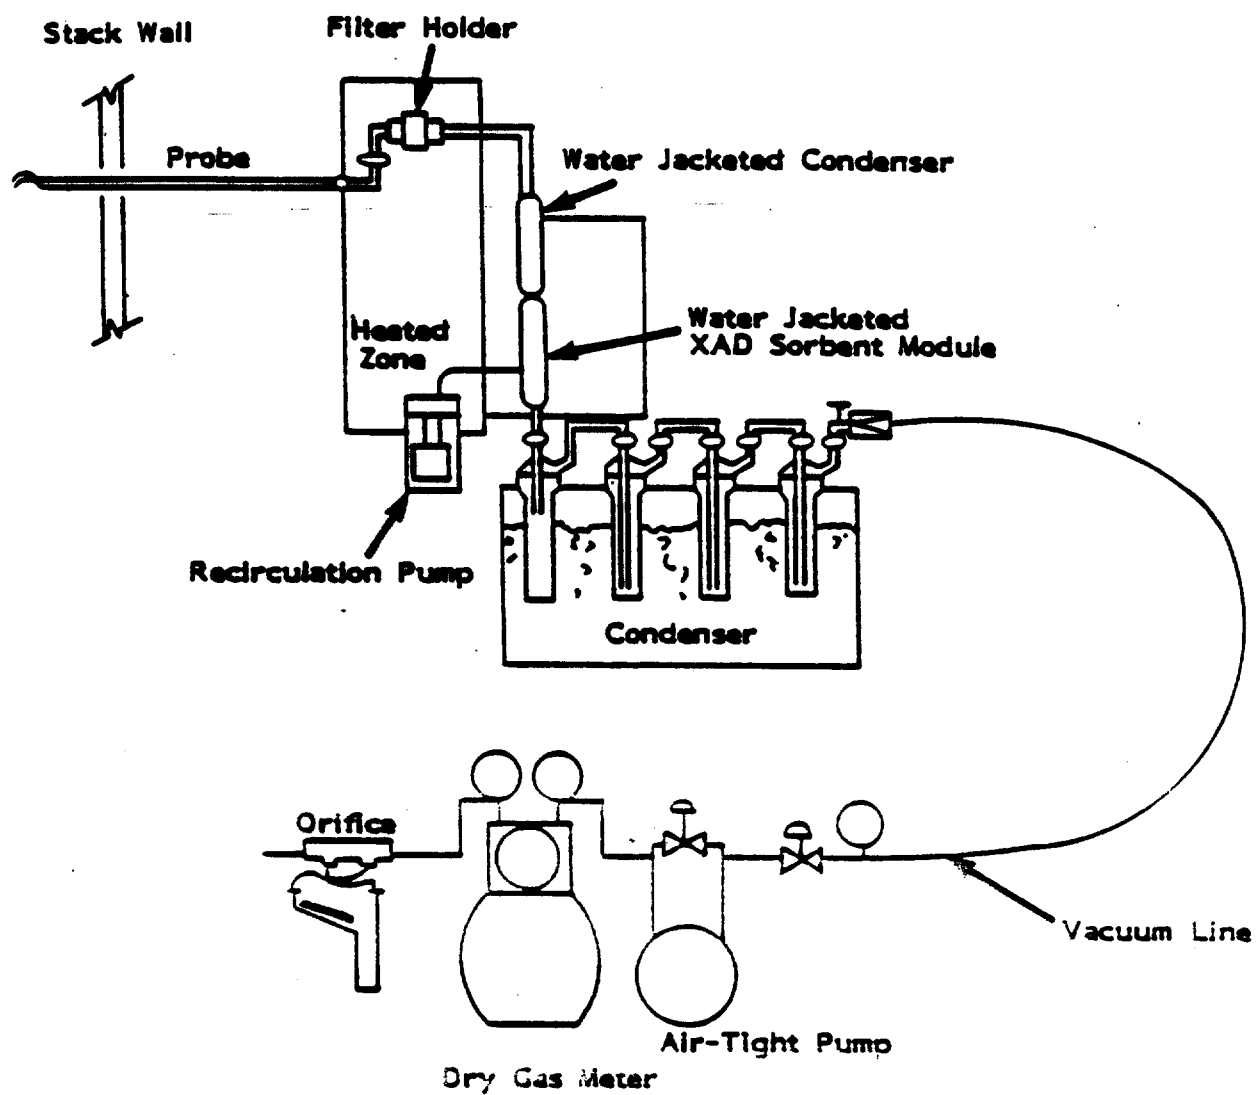 Stack Wall
Filter Holder
Probe
Water Jacketed Condenser
Water Jacketed
XAD Sorbent Module
Heated
Zone
Recirculation Pump
Condenser
Orifice
Vacuum Line
Air-Tight Pump
Dry Gas Meter